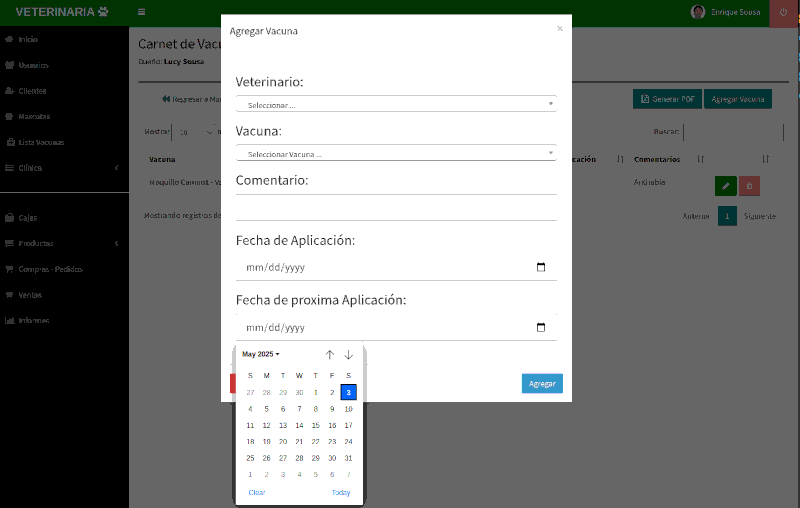 VETERINARIA
Enrique Sousa
Inicio
Usuarios
Clientes
Mascotas
Lista Vacunas
Clínica
Cajas
Productos
Compras - Pedidos
Ventas
Informes
Carnet de Vacu
Dueño: Lucy Sousa
Regresar a Ma
Generar PDF
Agregar Vacuna
Mostrar
10
Buscar:
Vacuna
cación
Comentarios
Moquillo Canino1 - Va
Antirrabia
Mostrando registros de
Anterior
1
Siguiente
Agregar Vacuna
×
Veterinario:
Seleccionar ...
Vacuna:
Seleccionar Vacuna ...
Comentario:
Fecha de Aplicación:
mm/dd/yyyy
Fecha de proxima Aplicación:
mm/dd/yyyy
Agregar
May 2025
S M T W T F S
27 28 29 30 1 2 3
4 5 6 7 8 9 10
11 12 13 14 15 16 17
18 19 20 21 22 23 24
25 26 27 28 29 30 31
1 2 3 4 5 6 7
Clear Today